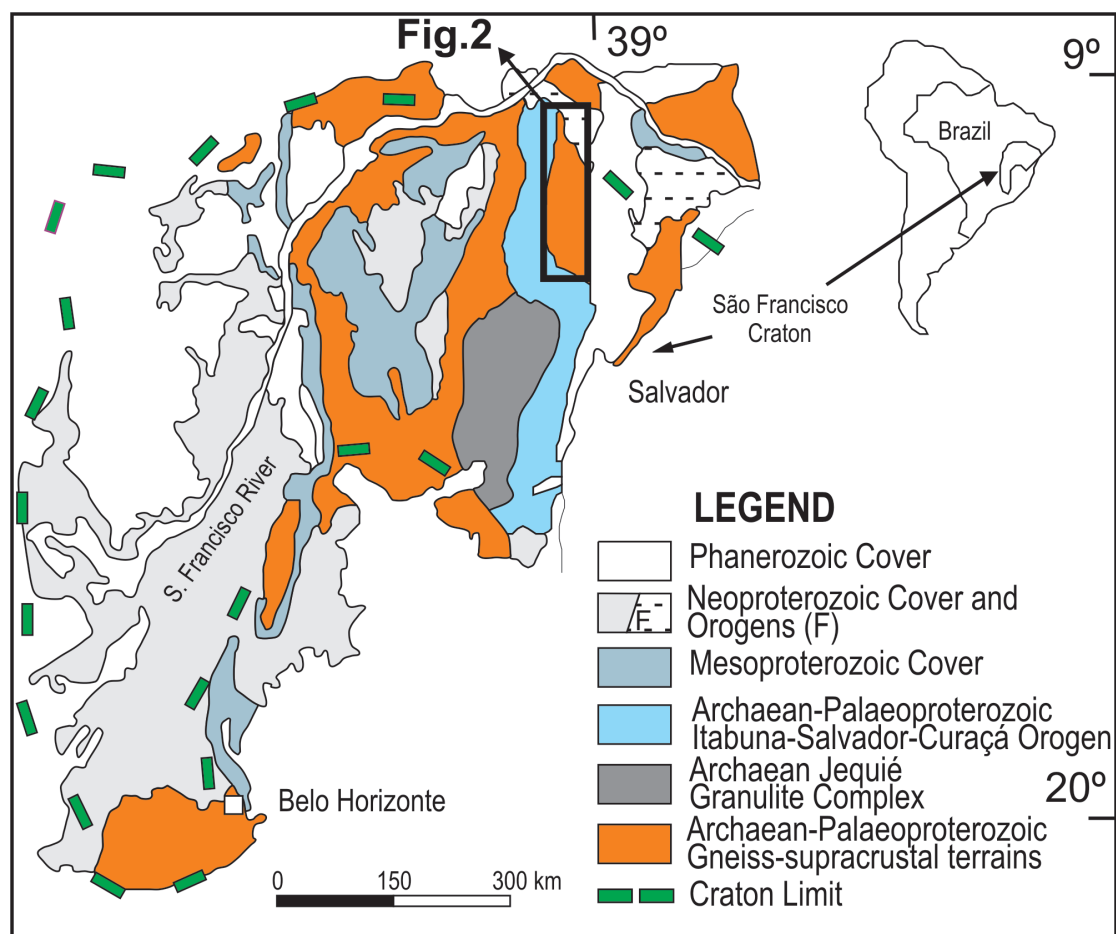 Fig.2
39º
9º
Brazil
São Francisco
Craton
Salvador
S. Francisco River
LEGEND
Phanerozoic Cover
F
Neoproterozoic Cover and
Orogens (F)
Mesoproterozoic Cover
Archaean-Palaeoproterozoic
Itabuna-Salvador-Curaçá Orogen
Archaean Jequié
Granulite Complex
20º
Archaean-Palaeoproterozoic
Gneiss-supracrustal terrains
Craton Limit
Belo Horizonte
0 150 300 km